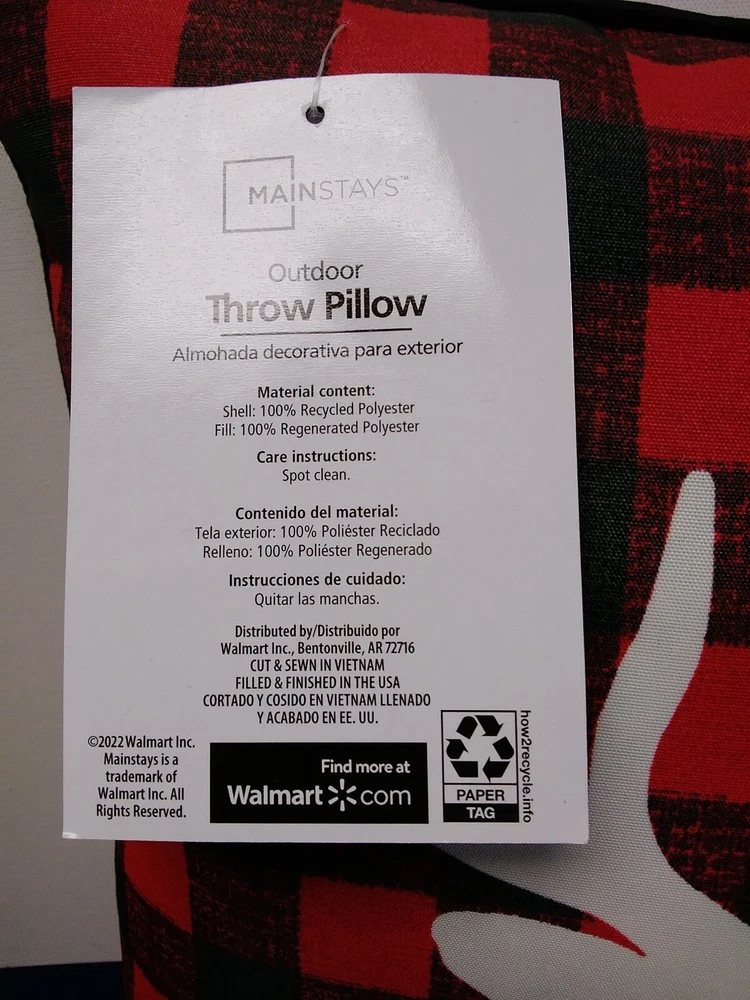 MAINSTAYS™
Outdoor
Throw Pillow
Almohada decorativa para exterior
Material content:
Shell: 100% Recycled Polyester
Fill: 100% Regenerated Polyester
Care instructions:
Spot clean.
Contenido del material:
Tela exterior: 100% Poliéster Reciclado
Relleno: 100% Poliéster Regenerado
Instrucciones de cuidado:
Quitar las manchas.
Distributed by/Distribuido por
Walmart Inc., Bentonville, AR 72716
CUT & SEWN IN VIETNAM
FILLED & FINISHED IN THE USA
CORTADO Y COSIDO EN VIETNAM LLENADO
Y ACABADO EN EE. UU.
©2022 Walmart Inc.
Mainstays is a
trademark of
Walmart Inc. All
Rights Reserved.
Find more at
Walmart com
PAPER
TAG
how2recycle.info